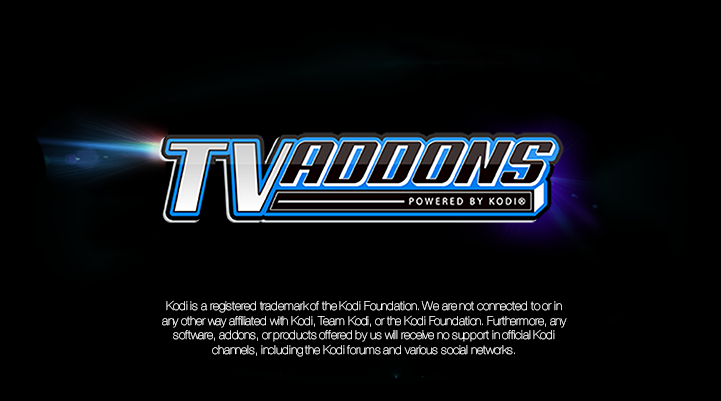 TVADDONS
POWERED BY KODI®
Kodi is a registered trademark of the Kodi Foundation. We are not connected to or in
any other way affiliated with Kodi, Team Kodi, or the Kodi Foundation. Furthermore, any
software, addons, or products offered by us will receive no support in official Kodi
channels, including the Kodi forums and various social networks.